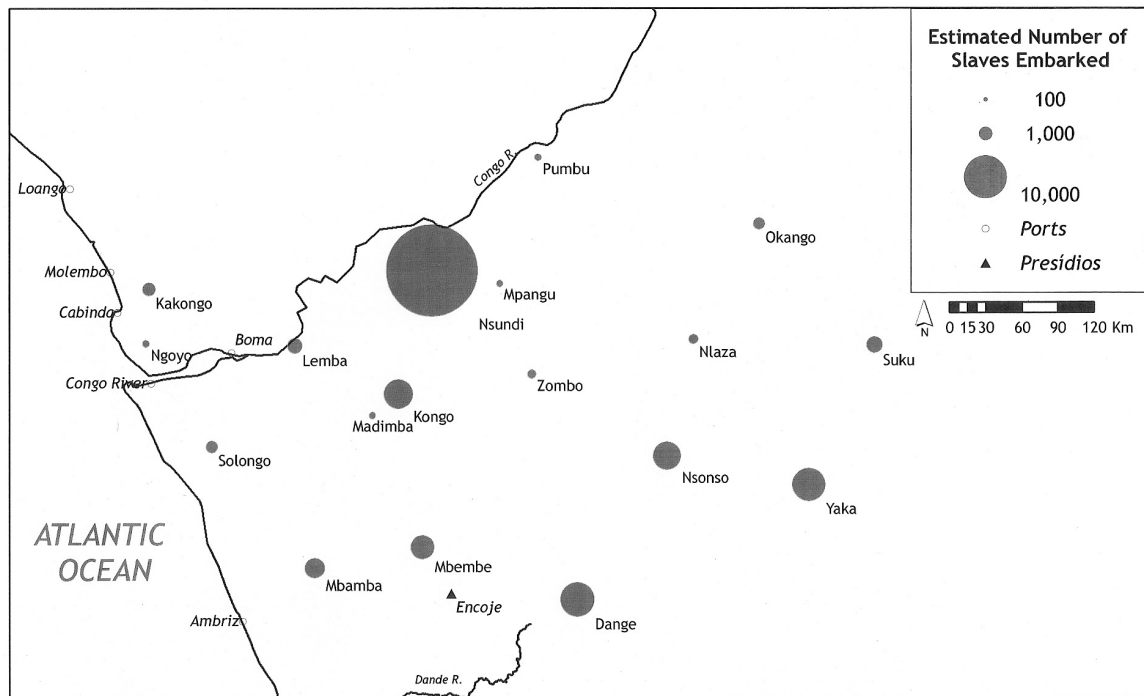 Estimated Number of
Slaves Embarked
100
1,000
10,000
Ports
Presídios
N
0 15 30 60 90 120 Km
Congo R.
Pumbu
Loango
Okango
Molembo
Kakongo
Mpangu
Cabinda
Nsundi
Boma
Ngoyo
Lemba
Nlaza
Suku
Congo River
Zombo
Kongo
Madimba
Solongo
Nsonso
Yaka
ATLANTIC
OCEAN
Mbembe
Mbamba
Encoje
Ambriz
Dange
Dande R.